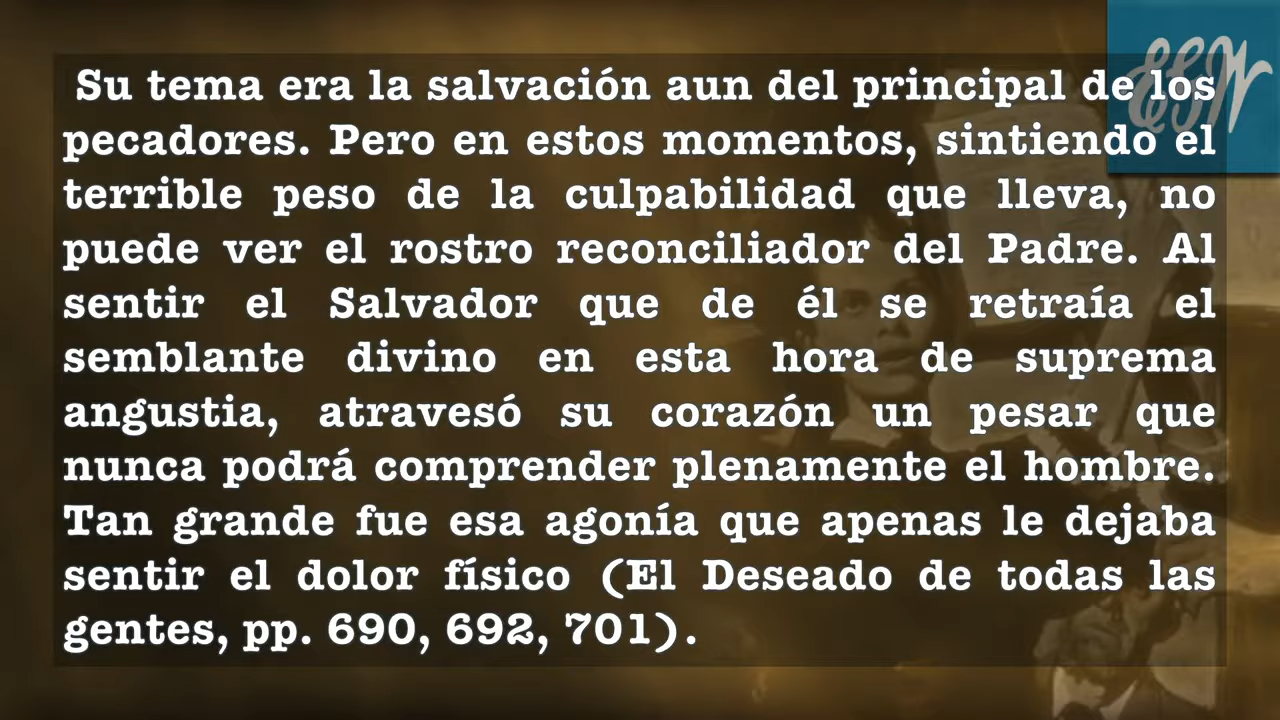 EGW
Su tema era la salvación aun del principal de los
pecadores. Pero en estos momentos, sintiendo el
terrible peso de la culpabilidad que lleva, no
puede ver el rostro reconciliador del Padre. Al
sentir el Salvador que de él se retraía el
semblante divino en esta hora de suprema
angustia, atravesó su corazón un pesar que
nunca podrá comprender plenamente el hombre.
Tan grande fue esa agonía que apenas le dejaba
sentir el dolor físico (El Deseado de todas las
gentes, pp. 690, 692, 701).